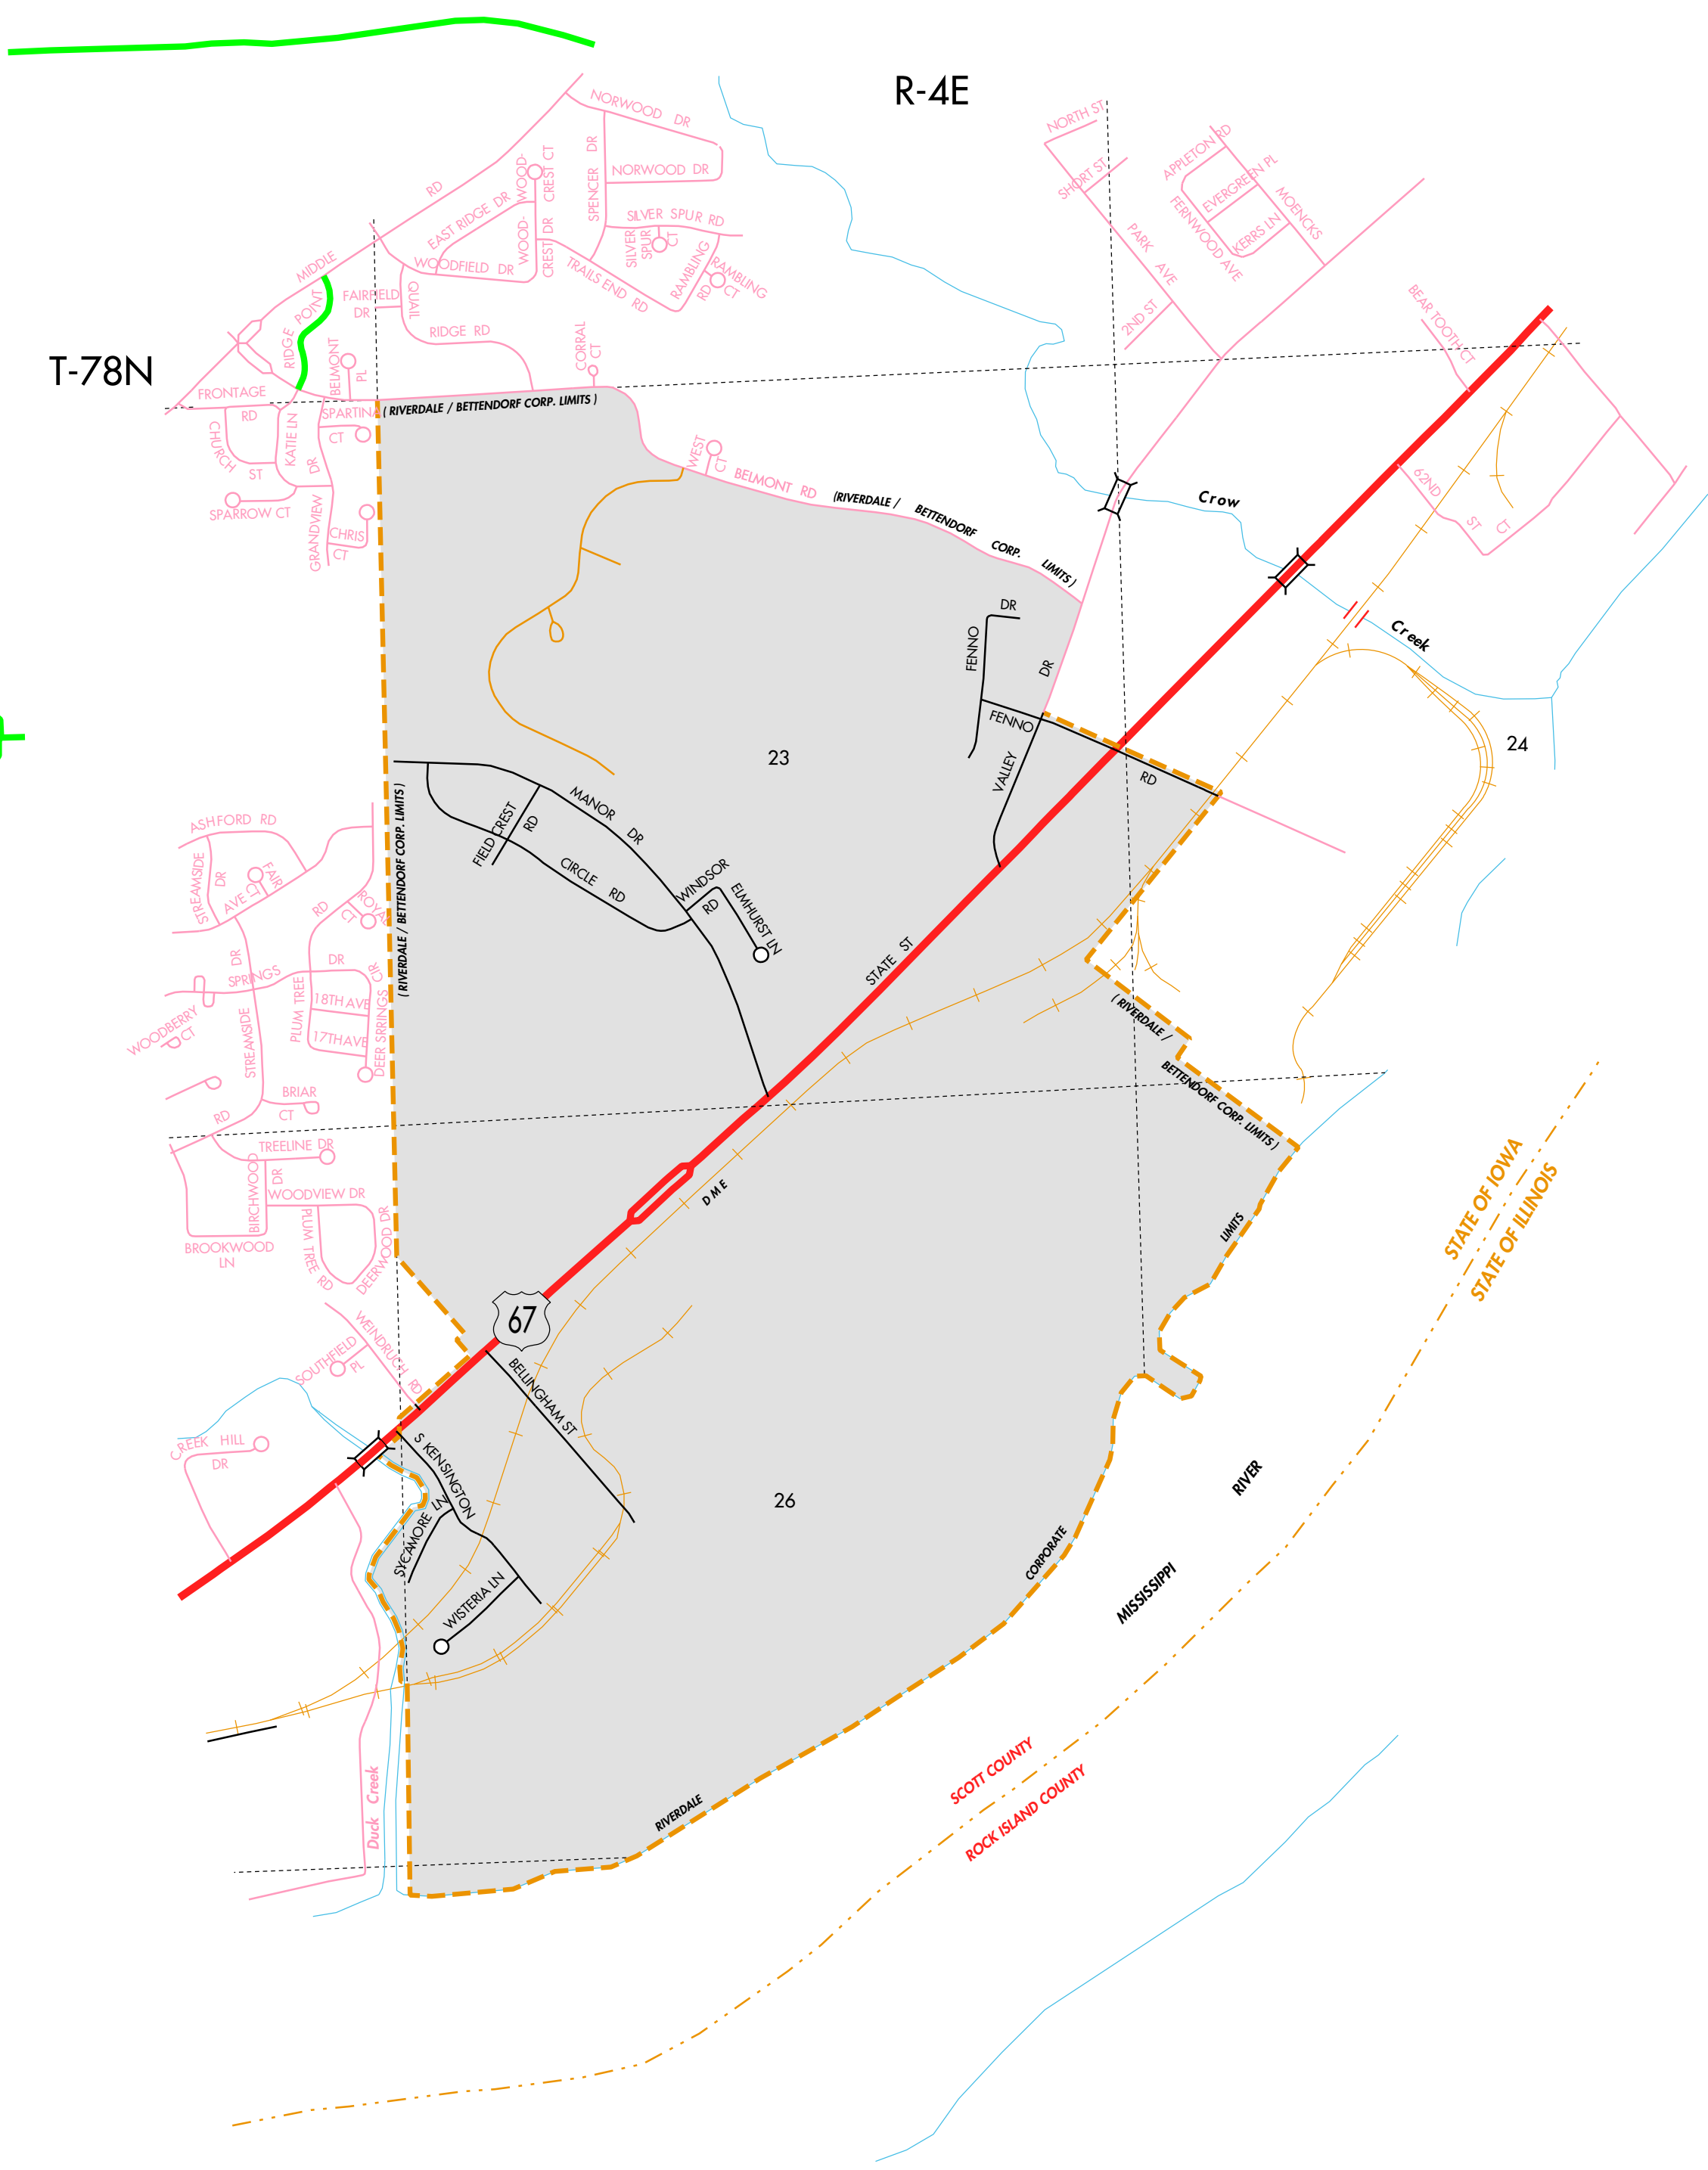 R-4E
T-78N
NORWOOD DR
NORWOOD DR
SPENCER DR
WOOD-
CREST CT
WOOD-
CREST DR
EAST RIDGE DR
WOODFIELD DR
SILVER SPUR RD
SILVER
SPUR
CT
TRAILS END RD
RAMBLING
RD
RAMBLING
CT
MIDDLE
RD
RIDGE POINT
FAIRFIELD
DR
QUAIL
RIDGE RD
CORRAL
CT
BELMONT
PL
FRONTAGE
RD
SPARTINA
CT
CHURCH
ST
KATIE LN
GRANDVIEW
DR
SPARROW CT
CHRIS
CT
NORTH ST
SHORT ST
PARK AVE
2ND ST
APPLETON RD
EVERGREEN PL
FERNWOOD AVE
KERRS LN
MOENCKS
BEAR TOOTH CT
62ND
ST CT
( RIVERDALE / BETTENDORF CORP. LIMITS )
WEST
CT
BELMONT RD
(RIVERDALE / BETTENDORF CORP. LIMITS )
Crow
Creek
FENNO
DR
DR
FENNO
RD
VALLEY
23
24
( RIVERDALE / BETTENDORF CORP. LIMITS )
MANOR DR
FIELD CREST
RD
CIRCLE RD
WINDSOR
RD
ELMHURST LN
STATE ST
ASHFORD RD
STREAMSIDE
DR
FAIR
CT
AVE
RD
ROYAL
CT
DR
SPRINGS
DR
CIR
18TH AVE
17TH AVE
PLUM TREE
DEER SRRINGS
WOODBERRY
CT
STREAMSIDE
BRIAR
CT
RD
TREELINE DR
BIRCHWOOD
DR
WOODVIEW DR
BROOKWOOD
LN
PLUM TREE RD
DEERWOOD DR
( RIVERDALE /
BETTENDORF CORP. LIMITS )
DME
LIMITS
STATE OF IOWA
STATE OF ILLINOIS
67
WEINDRUCH RD
SOUTHFIELD
PL
CREEK HILL
DR
BELLINGHAM ST
S KENSINGTON
SYCAMORE LN
WISTERIA LN
26
RIVER
MISSISSIPPI
CORPORATE
RIVERDALE
SCOTT COUNTY
ROCK ISLAND COUNTY
Duck Creek